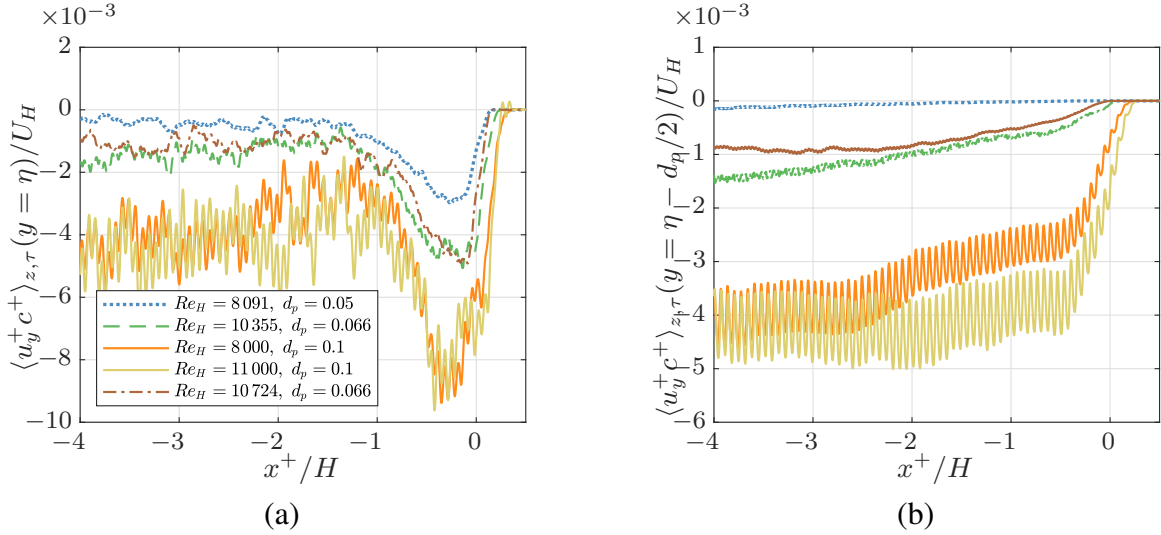 ×10⁻³
2
0
−2
−4
−6
−8
−10
⟨u_y^+ c^+⟩_{z,τ}(y = η)/U_H
Re_H = 8 091, d_p = 0.05
Re_H = 10 355, d_p = 0.066
Re_H = 8 000, d_p = 0.1
Re_H = 11 000, d_p = 0.1
Re_H = 10 724, d_p = 0.066
−4 −3 −2 −1 0
x⁺/H
(a)
×10⁻³
1
0
−1
−2
−3
−4
−5
−6
⟨u_y^+ c^+⟩_{z,τ}(y = η − d_p/2)/U_H
−4 −3 −2 −1 0
x⁺/H
(b)